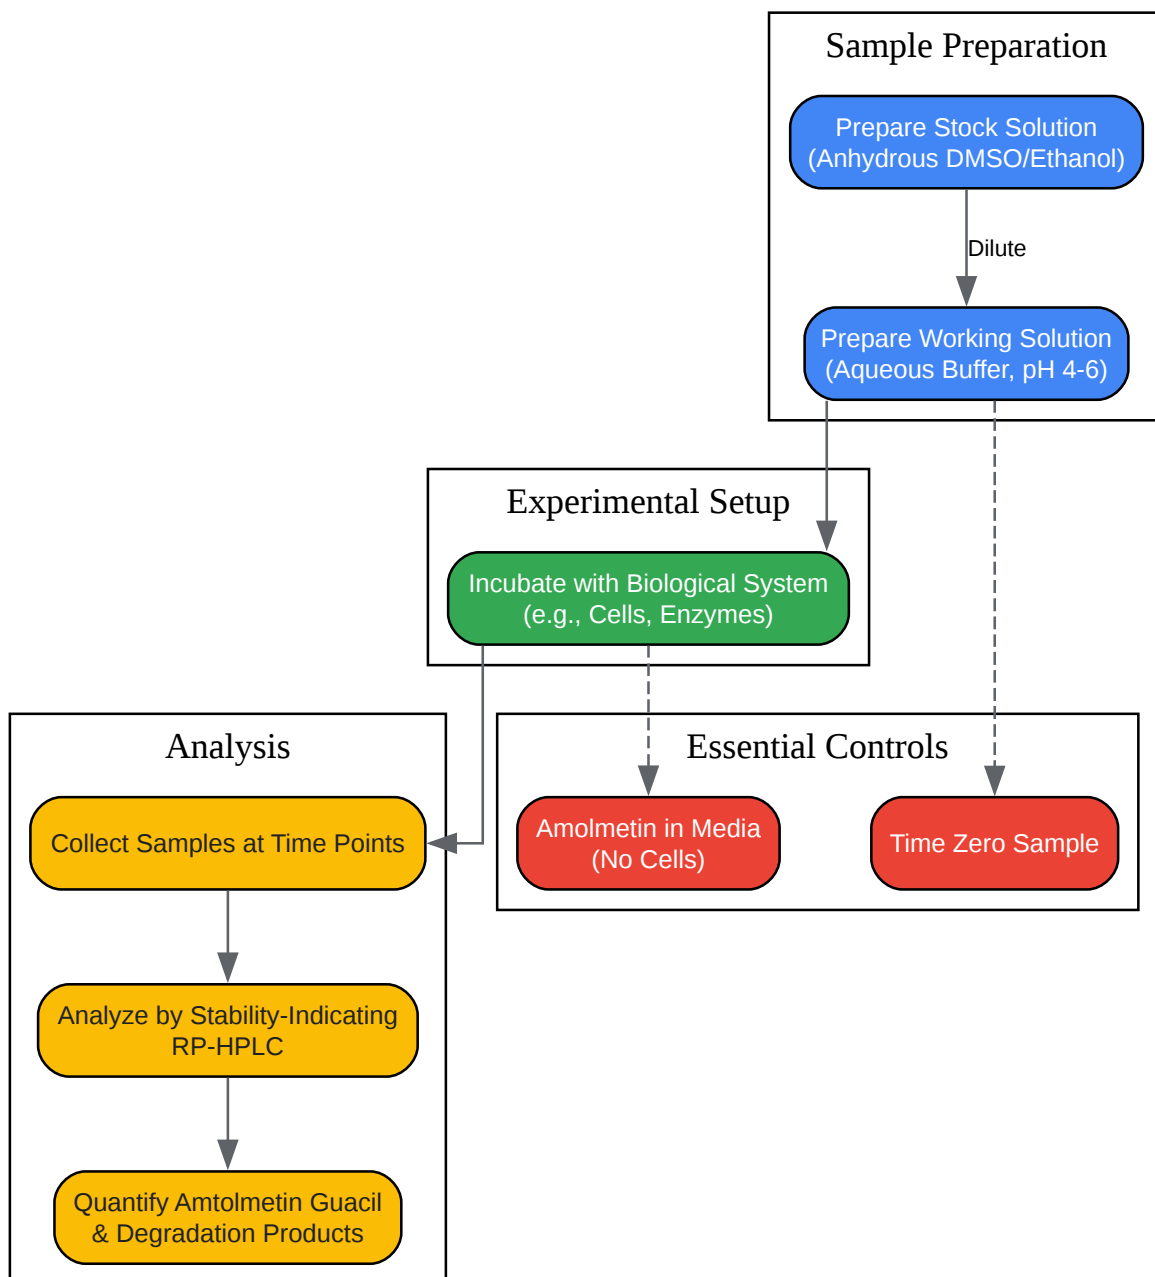 Sample Preparation
Prepare Stock Solution
(Anhydrous DMSO/Ethanol)
Dilute
Prepare Working Solution
(Aqueous Buffer, pH 4-6)
Experimental Setup
Incubate with Biological System
(e.g., Cells, Enzymes)
Analysis
Collect Samples at Time Points
Analyze by Stability-Indicating
RP-HPLC
Quantify Amtolmetin Guacil
& Degradation Products
Essential Controls
Amolmetin in Media
(No Cells)
Time Zero Sample